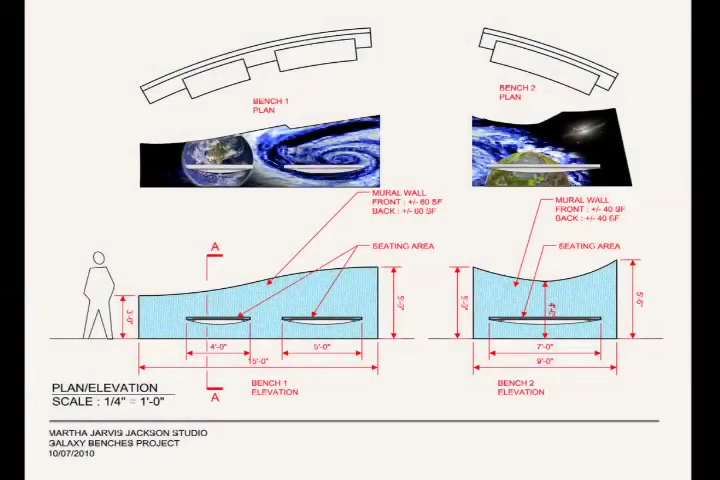 BENCH 1
PLAN
BENCH 2
PLAN
MURAL WALL
FRONT : +/- 60 SF
BACK : +/- 60 SF
MURAL WALL
FRONT : +/- 40 SF
BACK : +/- 40 SF
SEATING AREA
SEATING AREA
A
3'-0"
5'-0"
5'-0"
4'-0"
5'-6"
4'-0"
5'-0"
7'-0"
15'-0"
9'-0"
A
BENCH 1
ELEVATION
BENCH 2
ELEVATION
PLAN/ELEVATION
SCALE : 1/4" = 1'-0"
MARTHA JARVIS JACKSON STUDIO
GALAXY BENCHES PROJECT
10/07/2010